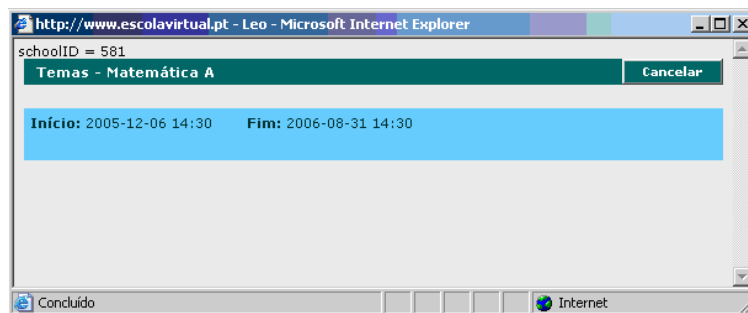 http://www.escolavirtual.pt - Leo - Microsoft Internet Explorer
schoolID = 581
Temas - Matemática A Cancelar
Início: 2005-12-06 14:30 Fim: 2006-08-31 14:30
Concluído Internet